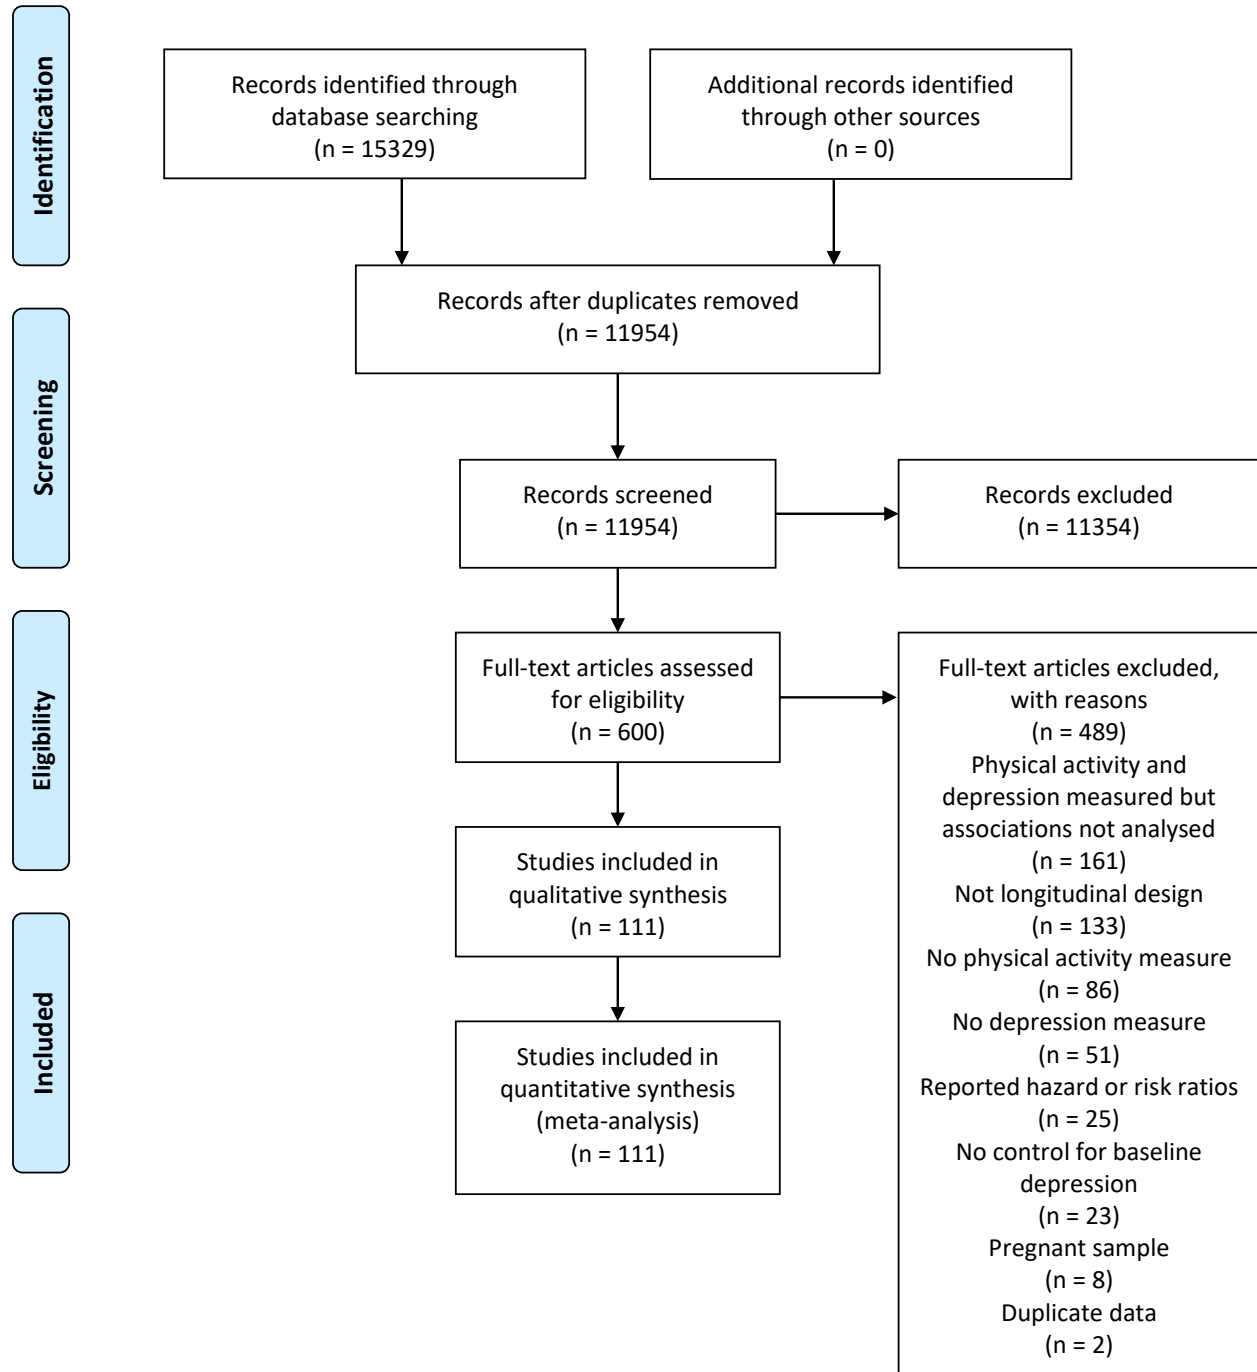 Identification
Records identified through
database searching
(n = 15329)
Additional records identified
through other sources
(n = 0)
Records after duplicates removed
(n = 11954)
Screening
Records screened
(n = 11954)
Records excluded
(n = 11354)
Eligibility
Full-text articles assessed
for eligibility
(n = 600)
Full-text articles excluded,
with reasons
(n = 489)
Physical activity and
depression measured but
associations not analysed
(n = 161)
Not longitudinal design
(n = 133)
No physical activity measure
(n = 86)
No depression measure
(n = 51)
Reported hazard or risk ratios
(n = 25)
No control for baseline
depression
(n = 23)
Pregnant sample
(n = 8)
Duplicate data
(n = 2)
Studies included in
qualitative synthesis
(n = 111)
Included
Studies included in
quantitative synthesis
(meta-analysis)
(n = 111)